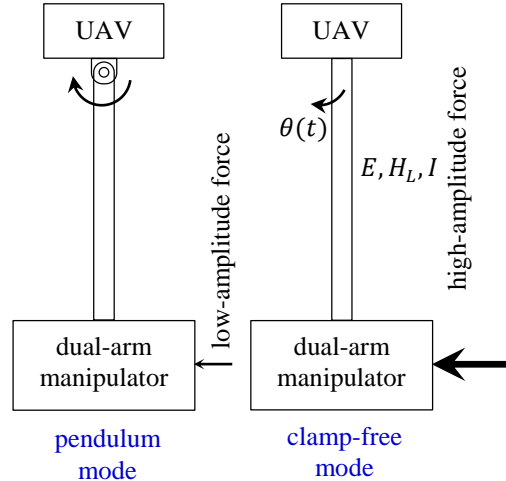 UAV
dual-arm
manipulator
low-amplitude force
pendulum
mode
UAV
θ(t)
E, H_L, I
dual-arm
manipulator
high-amplitude force
clamp-free
mode